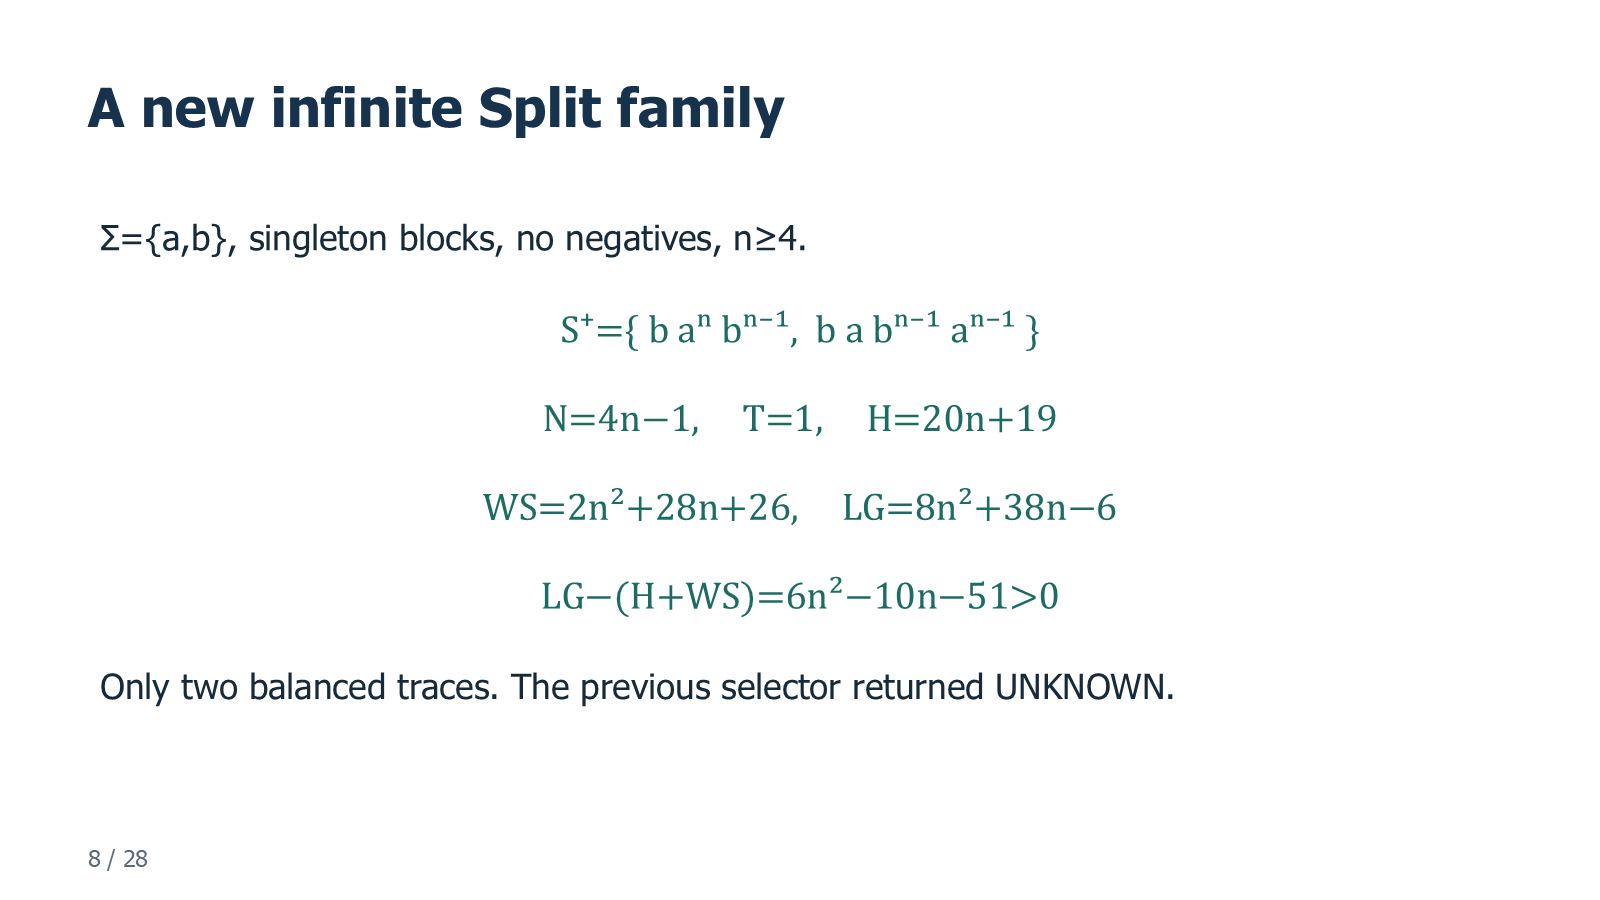 A new infinite Split family
Σ={a,b}, singleton blocks, no negatives, n≥4.
S⁺={ b aⁿ bⁿ⁻¹, b a bⁿ⁻¹ aⁿ⁻¹ }
N=4n−1, T=1, H=20n+19
WS=2n²+28n+26, LG=8n²+38n−6
LG−(H+WS)=6n²−10n−51>0
Only two balanced traces. The previous selector returned UNKNOWN.
8 / 28